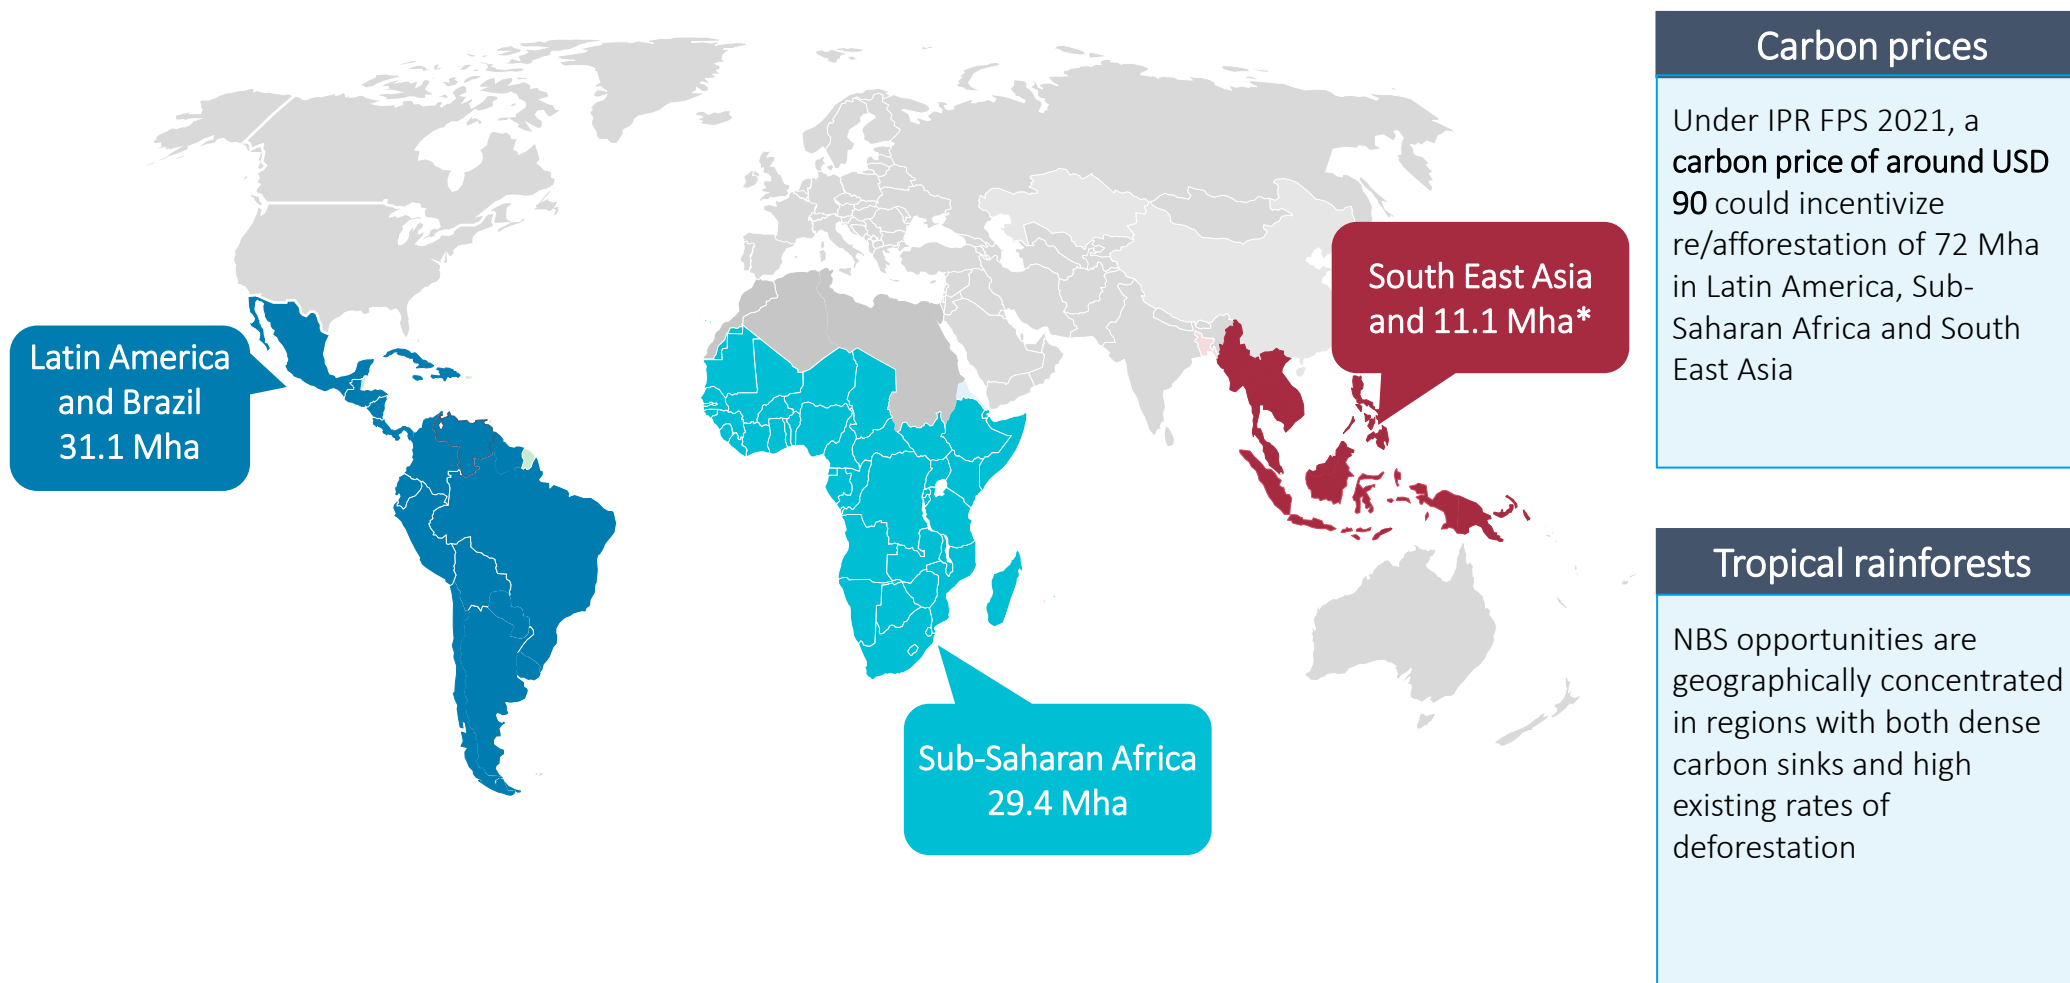 Latin America
and Brazil
31.1 Mha
Sub-Saharan Africa
29.4 Mha
South East Asia
and 11.1 Mha*
Carbon prices
Under IPR FPS 2021, a
carbon price of around USD
90 could incentivize
re/afforestation of 72 Mha
in Latin America, Sub-
Saharan Africa and South
East Asia
Tropical rainforests
NBS opportunities are
geographically concentrated
in regions with both dense
carbon sinks and high
existing rates of
deforestation